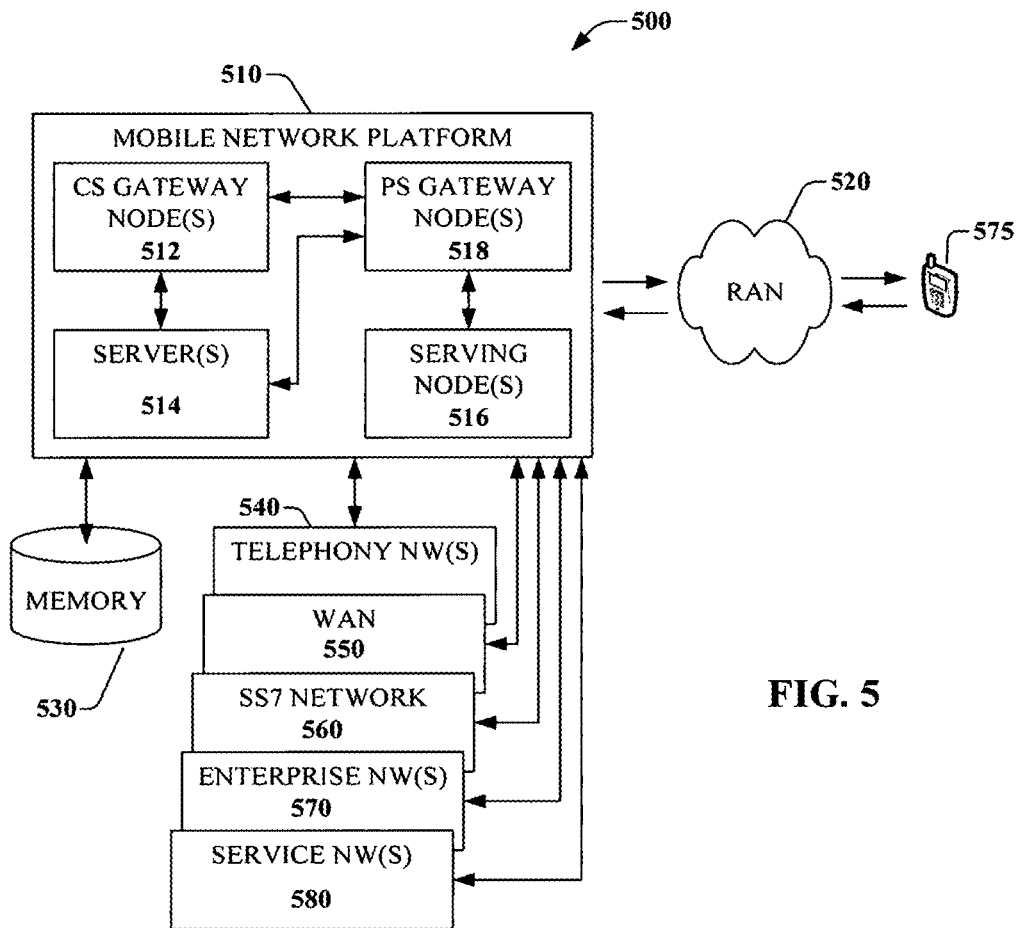 500
510
MOBILE NETWORK PLATFORM
CS GATEWAY
NODE(S)
512
PS GATEWAY
NODE(S)
518
SERVER(S)
514
SERVING
NODE(S)
516
520
RAN
575
MEMORY
530
540
TELEPHONY NW(S)
WAN
550
SS7 NETWORK
560
ENTERPRISE NW(S)
570
SERVICE NW(S)
580
FIG. 5